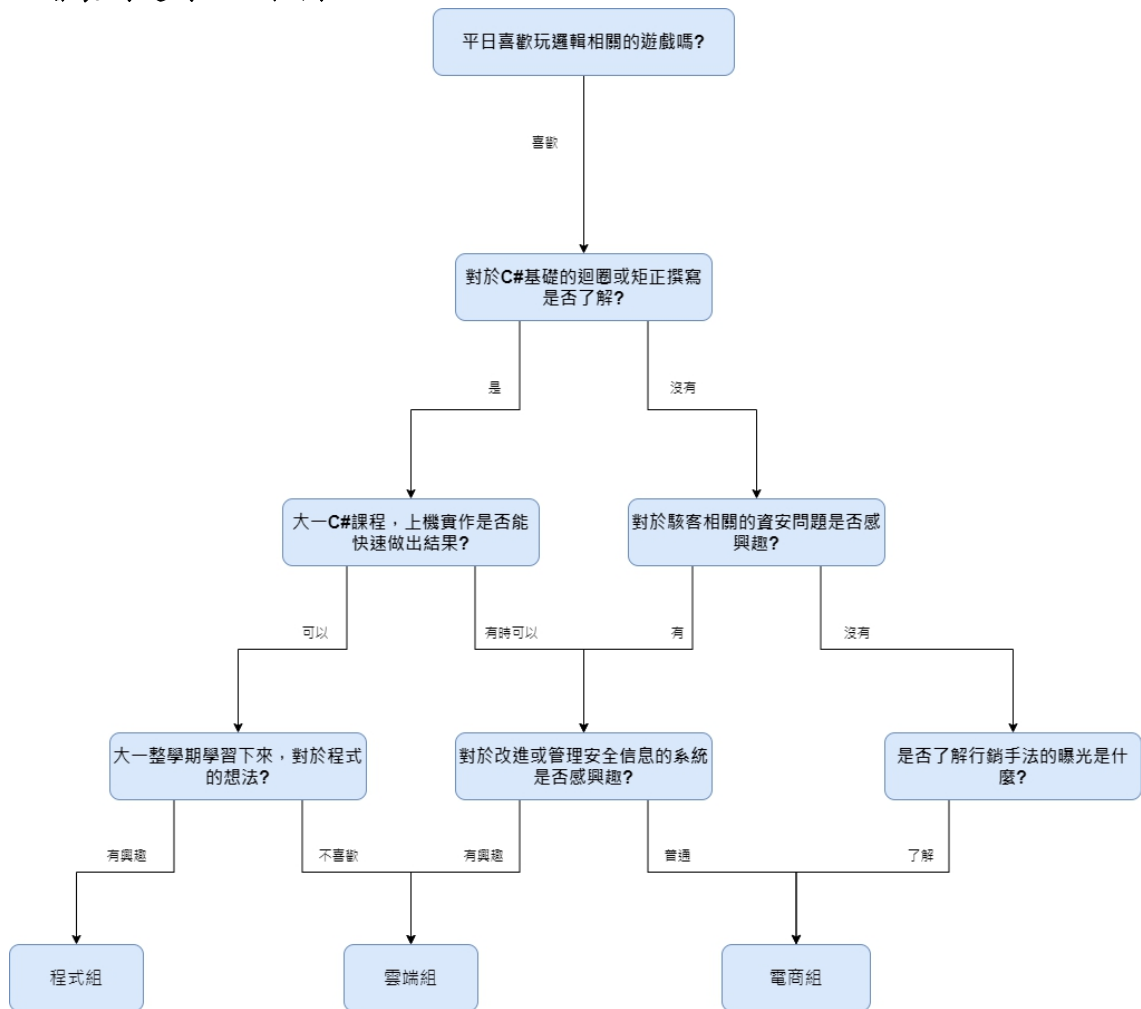 平日喜歡玩邏輯相關的遊戲嗎?
喜歡
對於C#基礎的迴圈或矩正撰寫
是否了解?
是
沒有
大一C#課程，上機實作是否能
快速做出結果?
對於駭客相關的資安問題是否感
興趣?
可以
有時可以
有
沒有
大一整學期學習下來，對於程式
的想法?
對於改進或管理安全信息的系統
是否感興趣?
是否了解行銷手法的曝光是什
麼?
有興趣
不喜歡
有興趣
普通
了解
程式組
雲端組
電商組